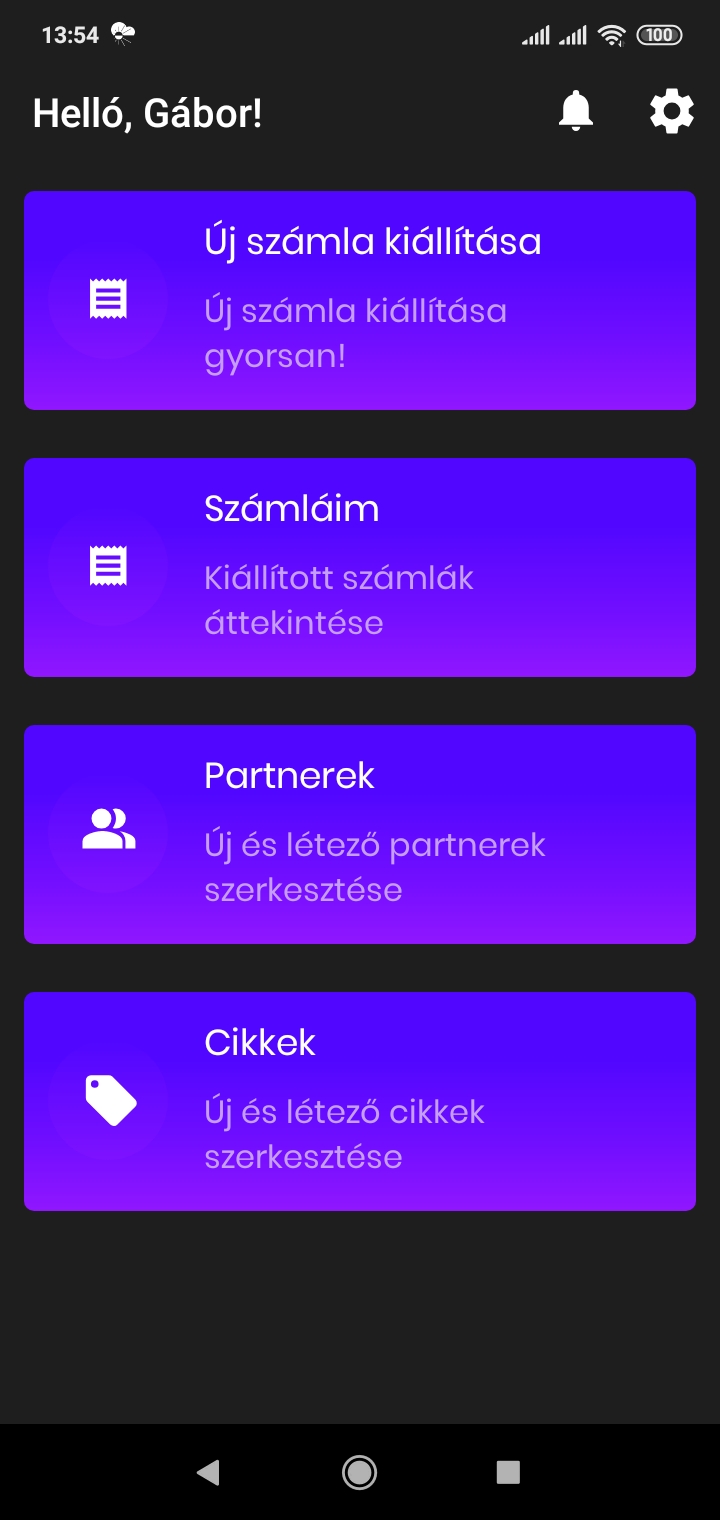 13:54
100
Helló, Gábor!
Új számla kiállítása
Új számla kiállítása
gyorsan!
Számláim
Kiállított számlák
áttekintése
Partnerek
Új és létező partnerek
szerkesztése
Cikkek
Új és létező cikkek
szerkesztése